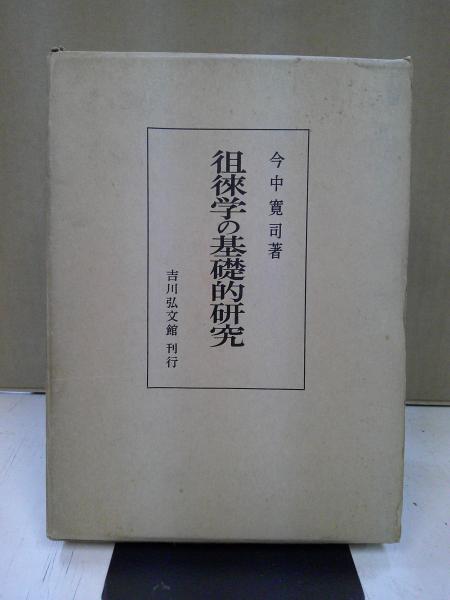 今中寛司著
徂徠学の基礎的研究
吉川弘文館 刊行